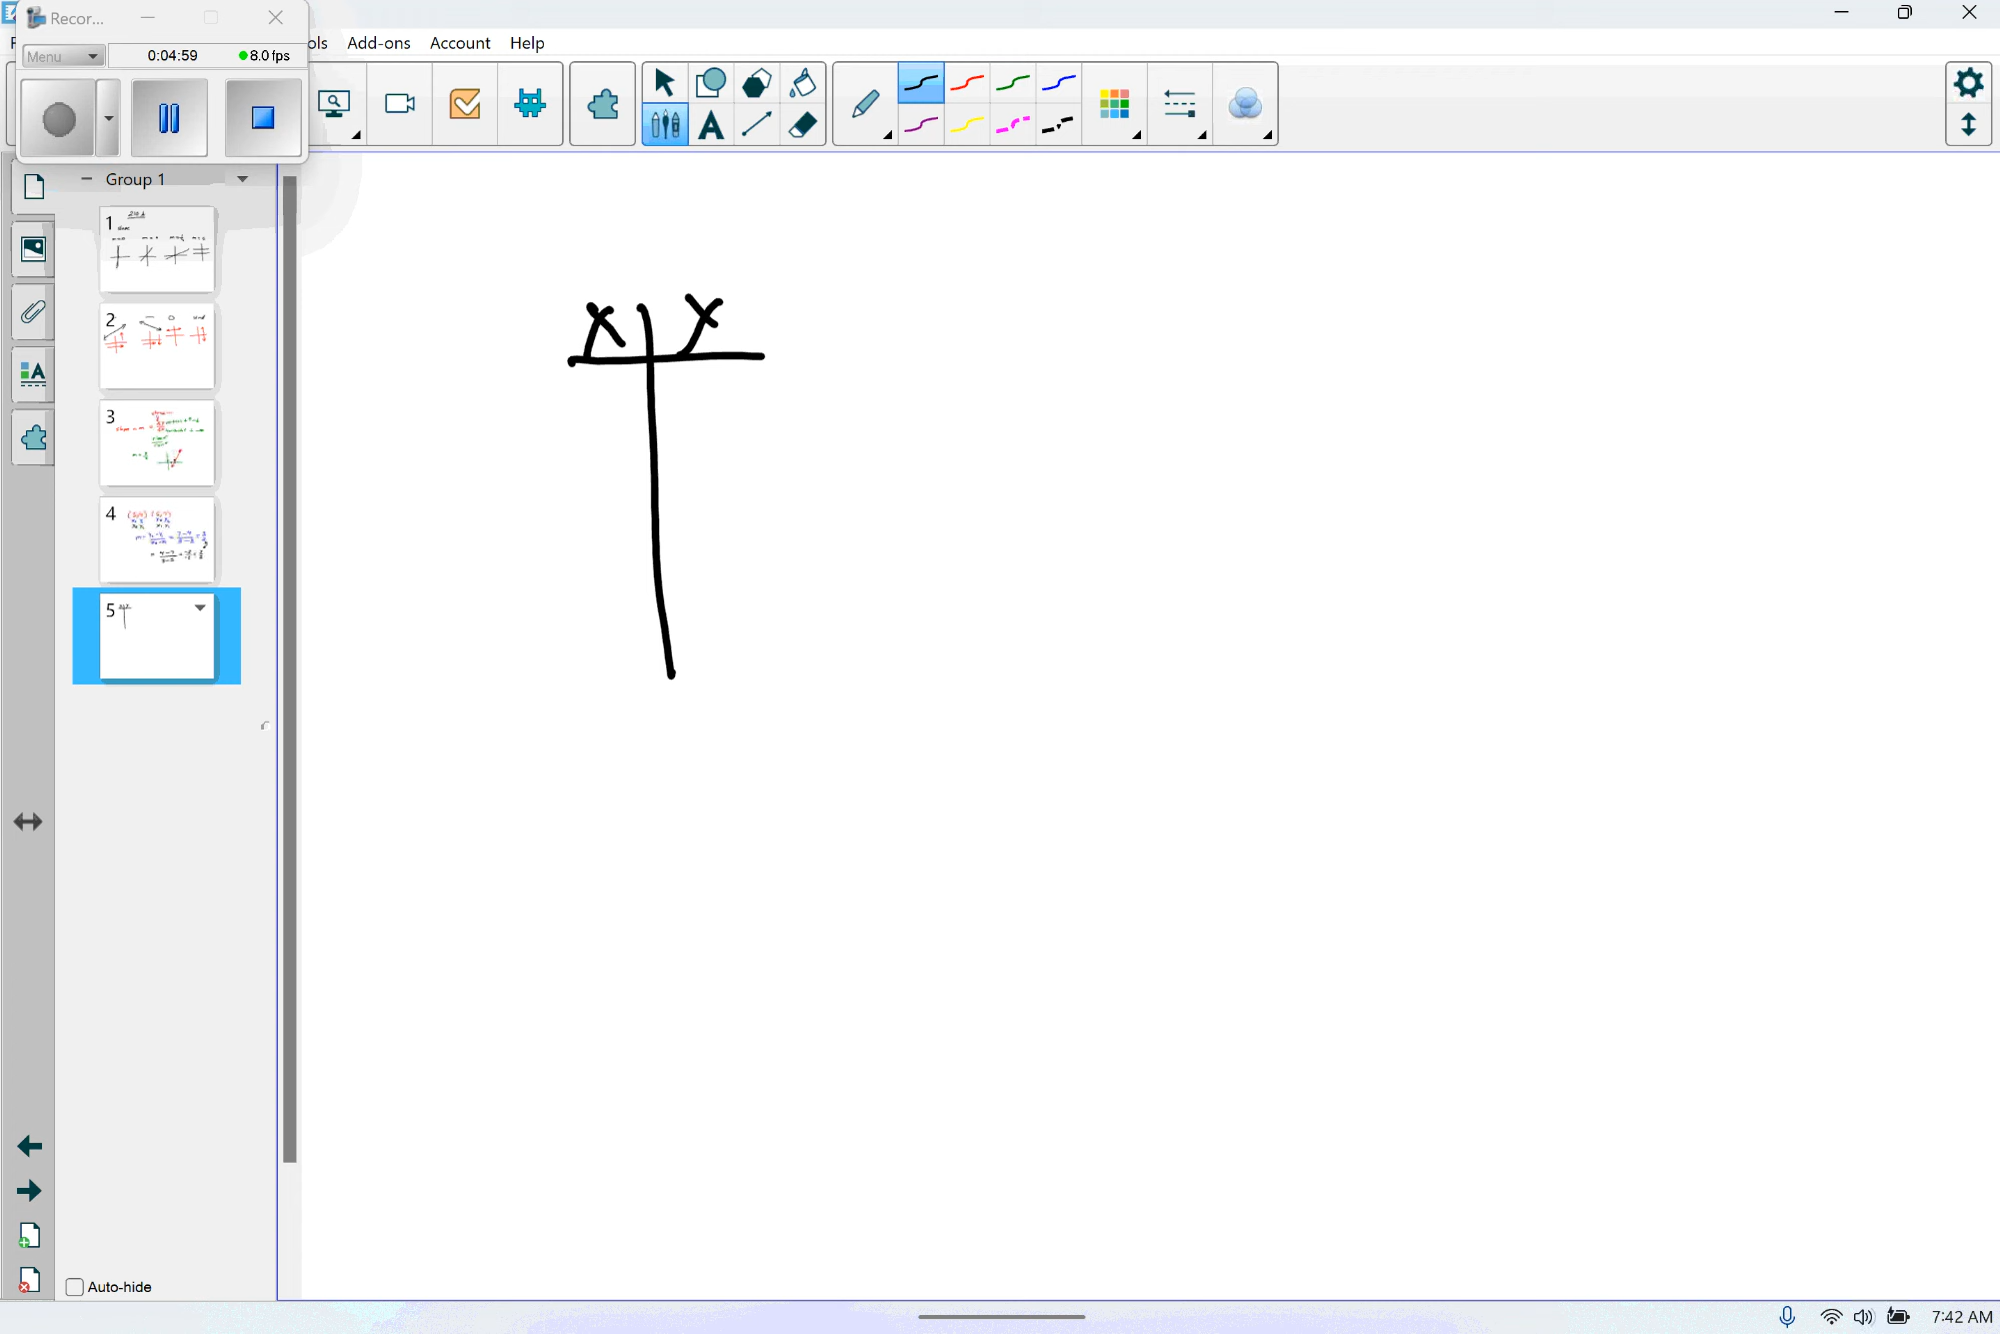 Recor...
Menu 0:04:59 8.0 fps
ols Add-ons Account Help
Group 1
1
2
3
4
5
x y
Auto-hide
7:42 AM